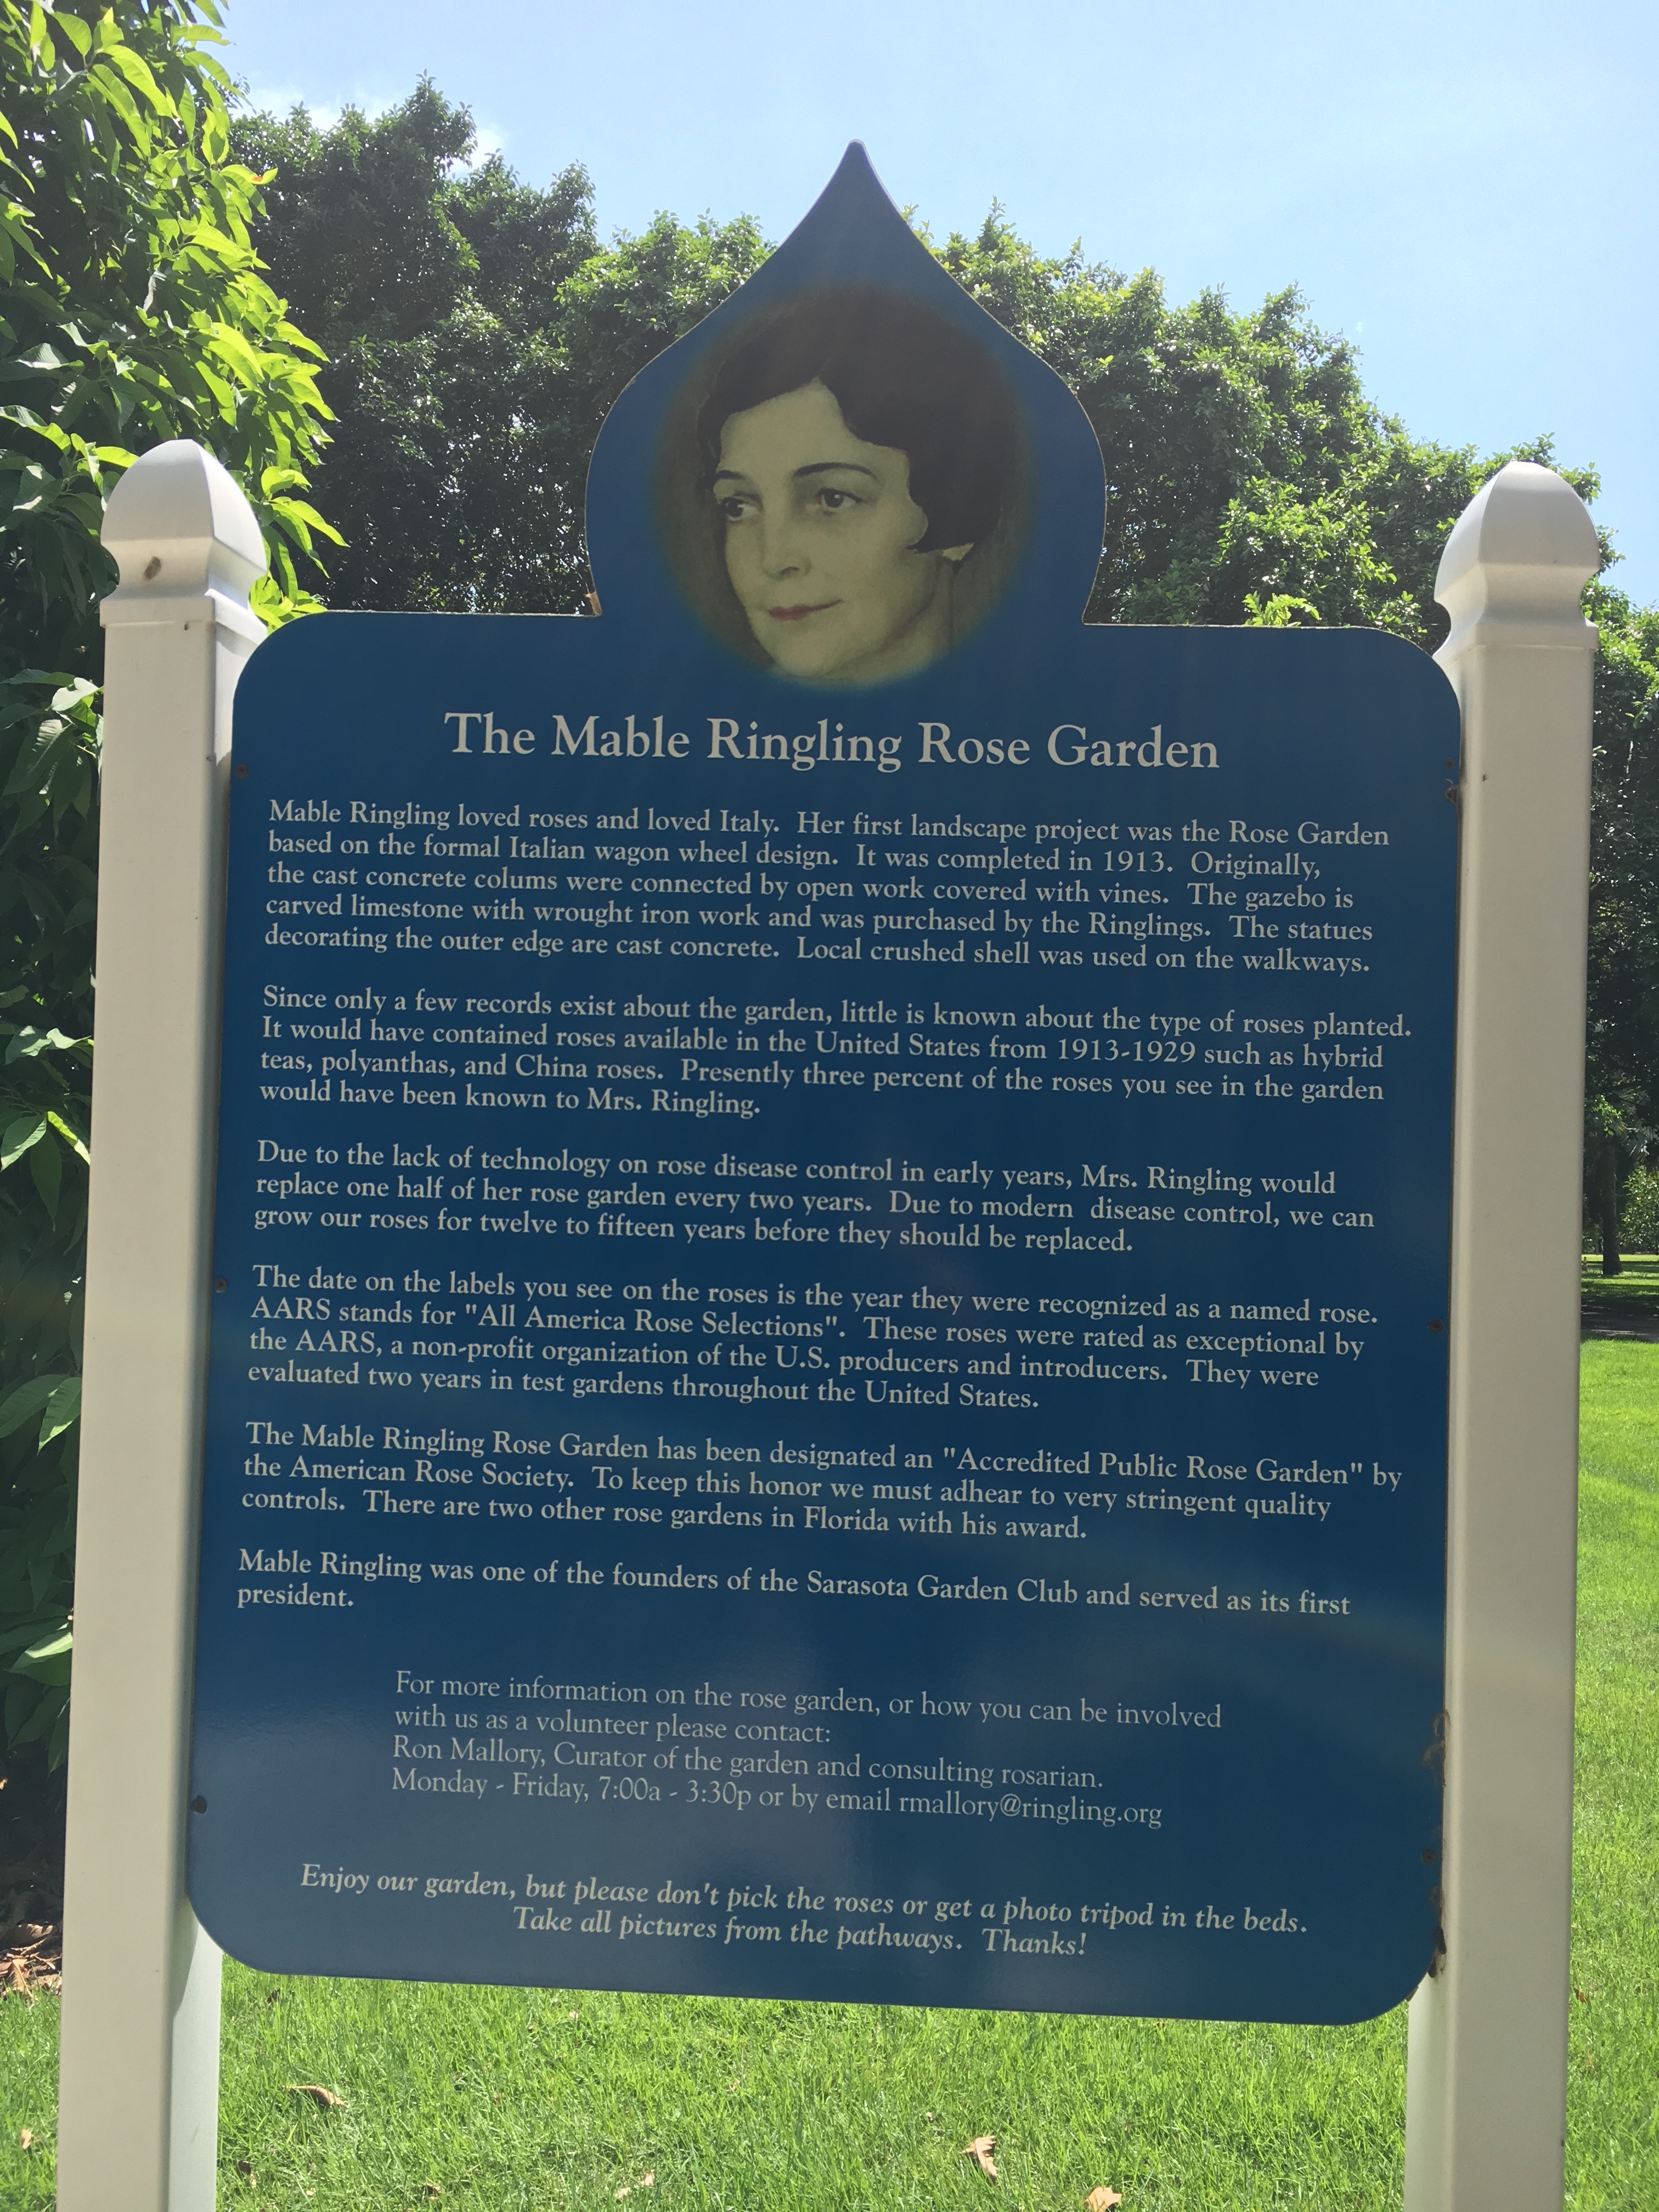 The Mable Ringling Rose Garden
Mable Ringling loved roses and loved Italy.  Her first landscape project was the Rose Garden
based on the formal Italian wagon wheel design.  It was completed in 1913.  Originally,
the cast concrete colums were connected by open work covered with vines.  The gazebo is
carved limestone with wrought iron work and was purchased by the Ringlings.  The statues
decorating the outer edge are cast concrete.  Local crushed shell was used on the walkways.
Since only a few records exist about the garden, little is known about the type of roses planted.
It would have contained roses available in the United States from 1913-1929 such as hybrid
teas, polyanthas, and China roses.  Presently three percent of the roses you see in the garden
would have been known to Mrs. Ringling.
Due to the lack of technology on rose disease control in early years, Mrs. Ringling would
replace one half of her rose garden every two years.  Due to modern  disease control, we can
grow our roses for twelve to fifteen years before they should be replaced.
The date on the labels you see on the roses is the year they were recognized as a named rose.
AARS stands for "All America Rose Selections".  These roses were rated as exceptional by
the AARS, a non-profit organization of the U.S. producers and introducers.  They were
evaluated two years in test gardens throughout the United States.
The Mable Ringling Rose Garden has been designated an "Accredited Public Rose Garden" by
the American Rose Society.  To keep this honor we must adhear to very stringent quality
controls.  There are two other rose gardens in Florida with his award.
Mable Ringling was one of the founders of the Sarasota Garden Club and served as its first
president.
For more information on the rose garden, or how you can be involved
with us as a volunteer please contact:
Ron Mallory, Curator of the garden and consulting rosarian.
Monday - Friday, 7:00a - 3:30p or by email rmallory@ringling.org
Enjoy our garden, but please don't pick the roses or get a photo tripod in the beds.
Take all pictures from the pathways.  Thanks!